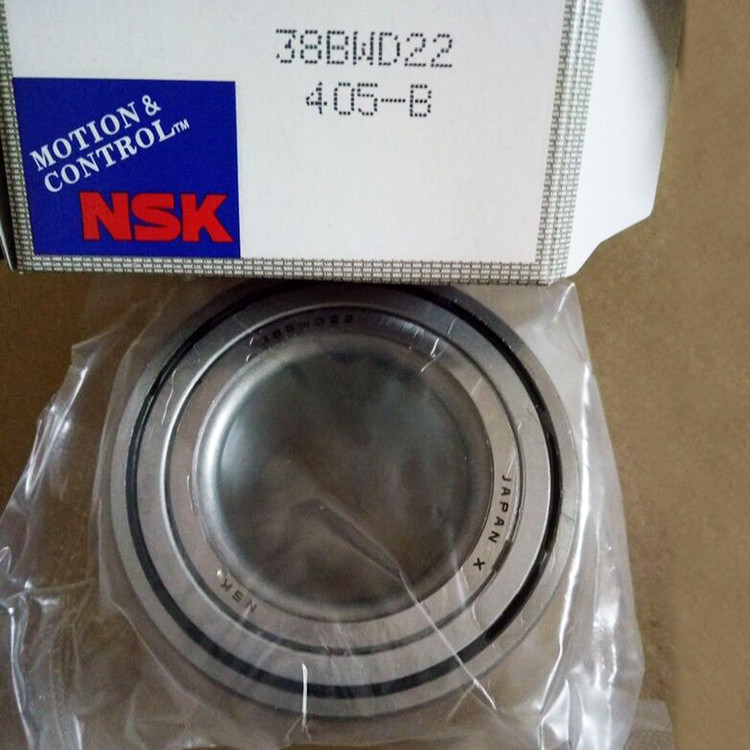 38BWD22
405-B
MOTION &
CONTROL™
NSK
38BWD22
JAPAN X
NSK